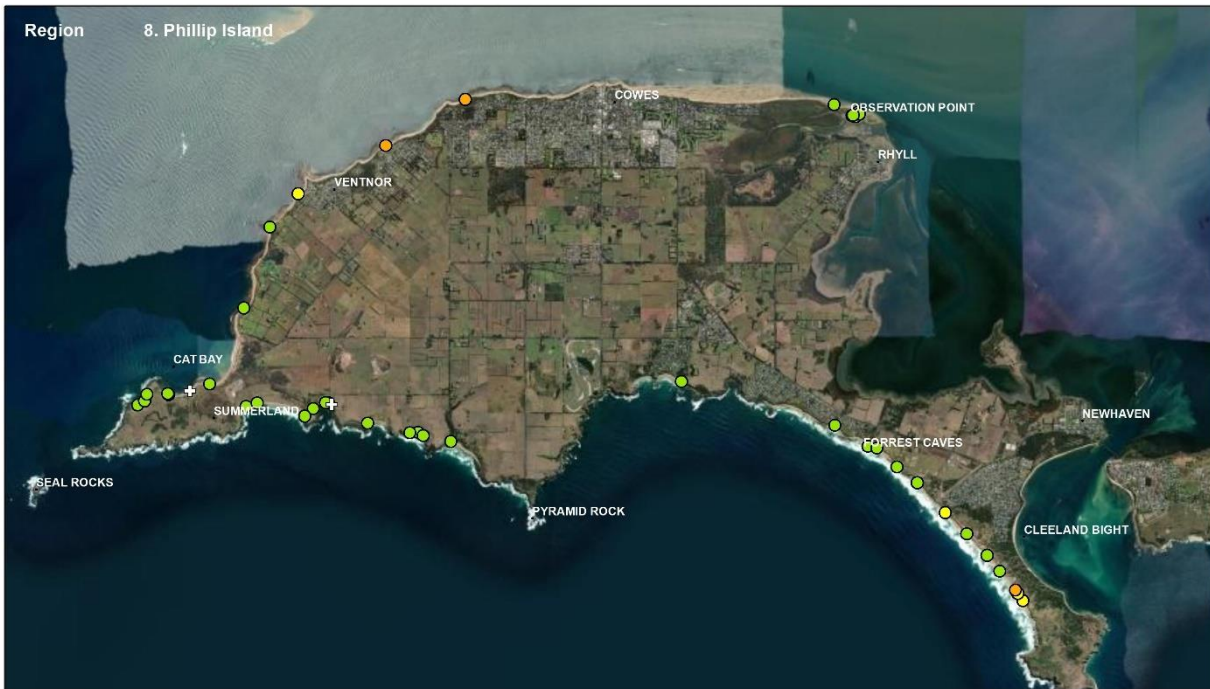 Region 8. Phillip Island
COWES
OBSERVATION POINT
RHYLL
VENTNOR
CAT BAY
SUMMERLAND
NEWHAVEN
FORREST CAVES
SEAL ROCKS
PYRAMID ROCK
CLEELAND BIGHT